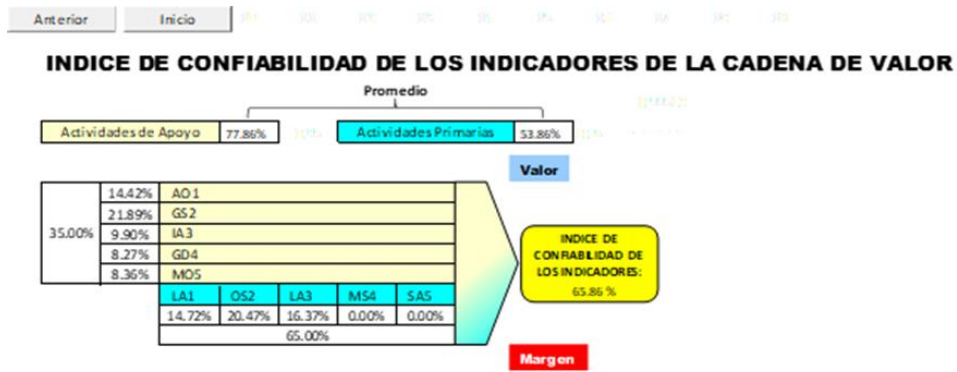 Anterior Inicio
INDICE DE CONFIABILIDAD DE LOS INDICADORES DE LA CADENA DE VALOR
Promedio
Actividades de Apoyo 77.86% Actividades Primarias 53.86%
Valor
35.00%
14.42% AO1
21.89% GS2
9.90% IA3
8.27% GD4
8.36% MO5
LA1 OS2 LA3 MS4 SA5
14.72% 20.47% 16.37% 0.00% 0.00%
65.00%
INDICE DE
CONFIABILIDAD DE
LOS INDICADORES:
65.86 %
Margen